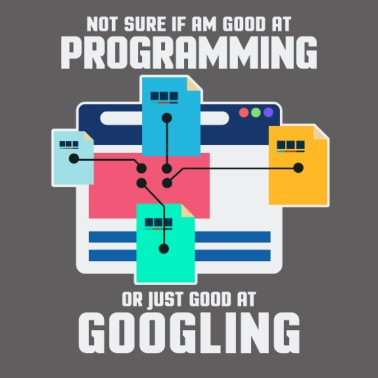 NOT SURE IF AM GOOD AT
PROGRAMMING
OR JUST GOOD AT
GOOGLING